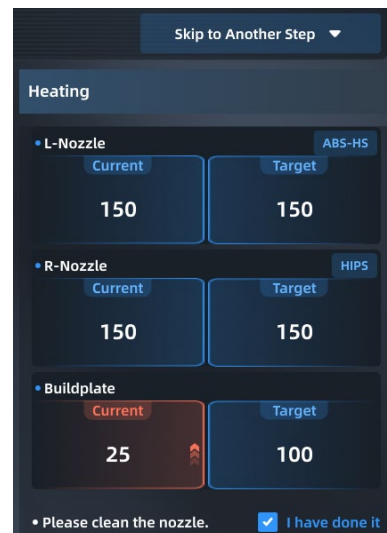 Skip to Another Step
Heating
• L-Nozzle ABS-HS
Current Target
150 150
• R-Nozzle HIPS
Current Target
150 150
• Buildplate
Current Target
25 100
• Please clean the nozzle. I have done it